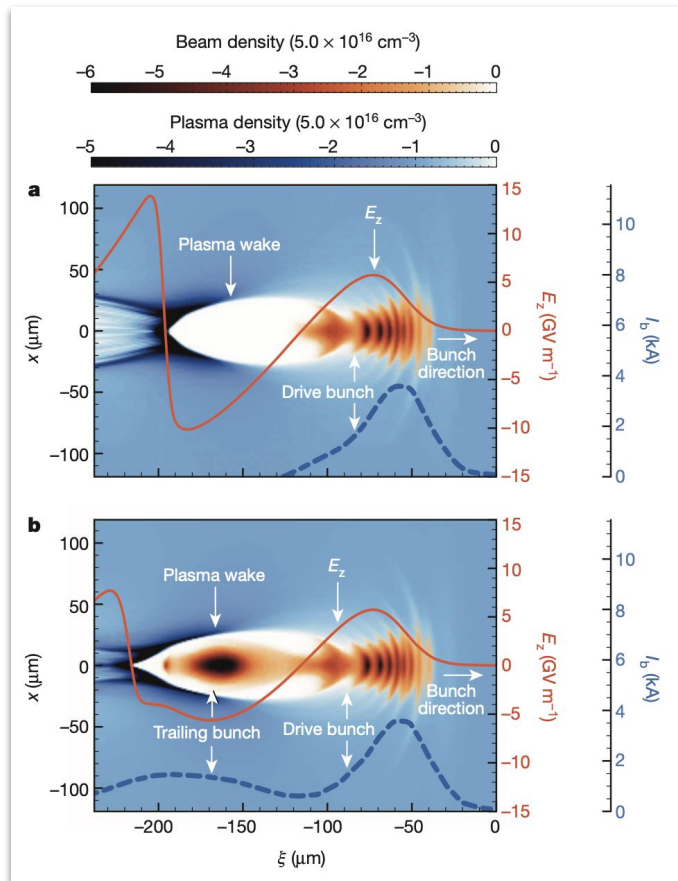 Beam density (5.0 × 10¹⁶ cm⁻³)
−6 −5 −4 −3 −2 −1 0
Plasma density (5.0 × 10¹⁶ cm⁻³)
−5 −4 −3 −2 −1 0
a
100
50
0
−50
−100
x (μm)
Plasma wake
E_z
Drive bunch
Bunch
direction
15
10
5
0
−5
−10
−15
E_z (GV m⁻¹)
10
8
6
4
2
0
I_b (kA)
b
100
50
0
−50
−100
x (μm)
Plasma wake
E_z
Trailing bunch
Drive bunch
Bunch
direction
15
10
5
0
−5
−10
−15
E_z (GV m⁻¹)
10
8
6
4
2
0
I_b (kA)
−200 −150 −100 −50 0
ξ (μm)